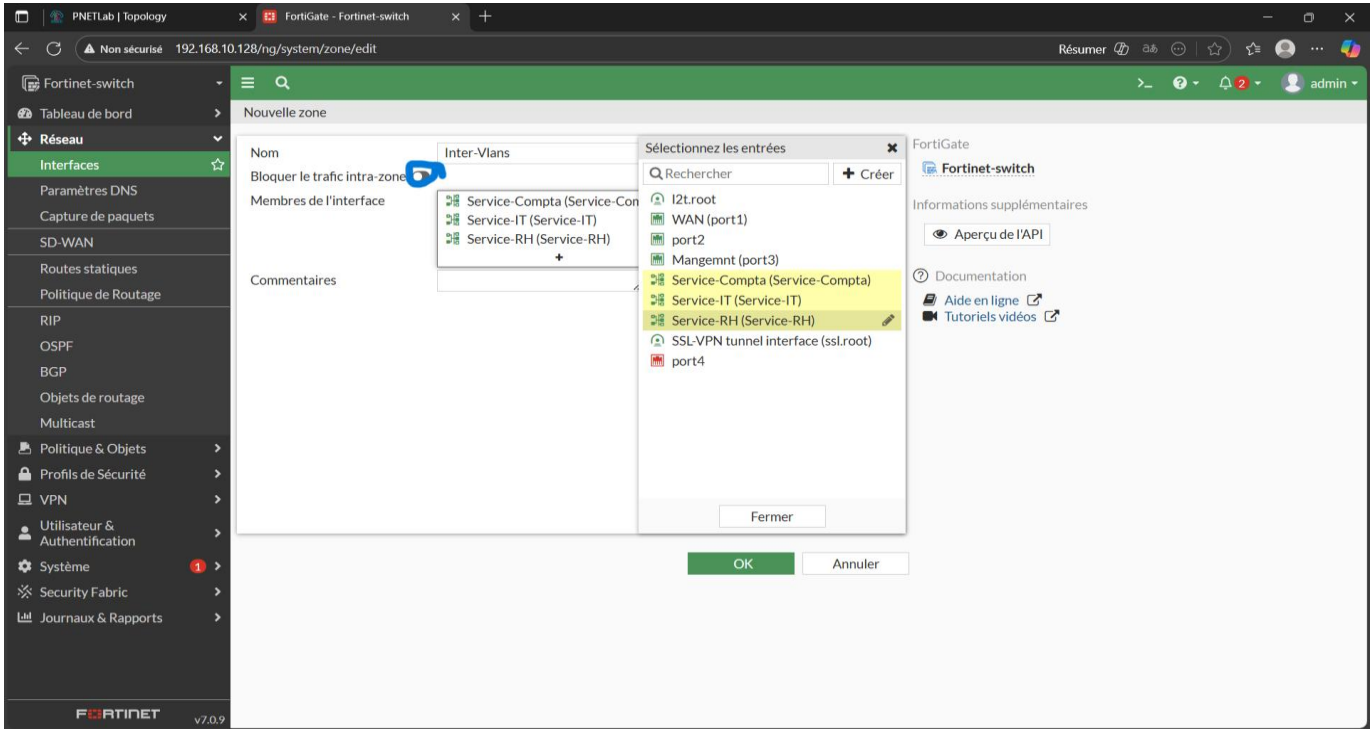 PNETLab | Topology
FortiGate - Fortinet-switch
Non sécurisé 192.168.10.128/ng/system/zone/edit
Résumer
Fortinet-switch
>_
2
admin
Tableau de bord
Réseau
Interfaces
Paramètres DNS
Capture de paquets
SD-WAN
Routes statiques
Politique de Routage
RIP
OSPF
BGP
Objets de routage
Multicast
Politique & Objets
Profils de Sécurité
VPN
Utilisateur &
Authentification
Système 1
Security Fabric
Journaux & Rapports
FORTINET v7.0.9
Nouvelle zone
Nom Inter-Vlans
Bloquer le trafic intra-zone
Membres de l'interface
Service-Compta (Service-Con
Service-IT (Service-IT)
Service-RH (Service-RH)
+
Commentaires
Sélectionnez les entrées
Rechercher
+ Créer
l2t.root
WAN (port1)
port2
Mangemnt (port3)
Service-Compta (Service-Compta)
Service-IT (Service-IT)
Service-RH (Service-RH)
SSL-VPN tunnel interface (ssl.root)
port4
Fermer
OK
Annuler
FortiGate
Fortinet-switch
Informations supplémentaires
Aperçu de l'API
Documentation
Aide en ligne
Tutoriels vidéos